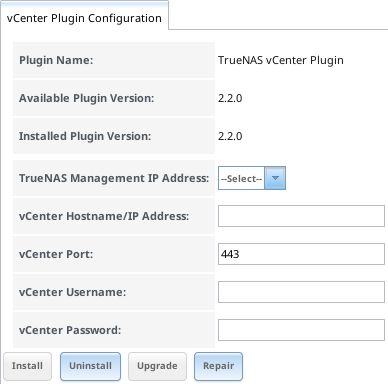 vCenter Plugin Configuration
Plugin Name: TrueNAS vCenter Plugin
Available Plugin Version: 2.2.0
Installed Plugin Version: 2.2.0
TrueNAS Management IP Address: --Select--
vCenter Hostname/IP Address:
vCenter Port: 443
vCenter Username:
vCenter Password:
Install Uninstall Upgrade Repair